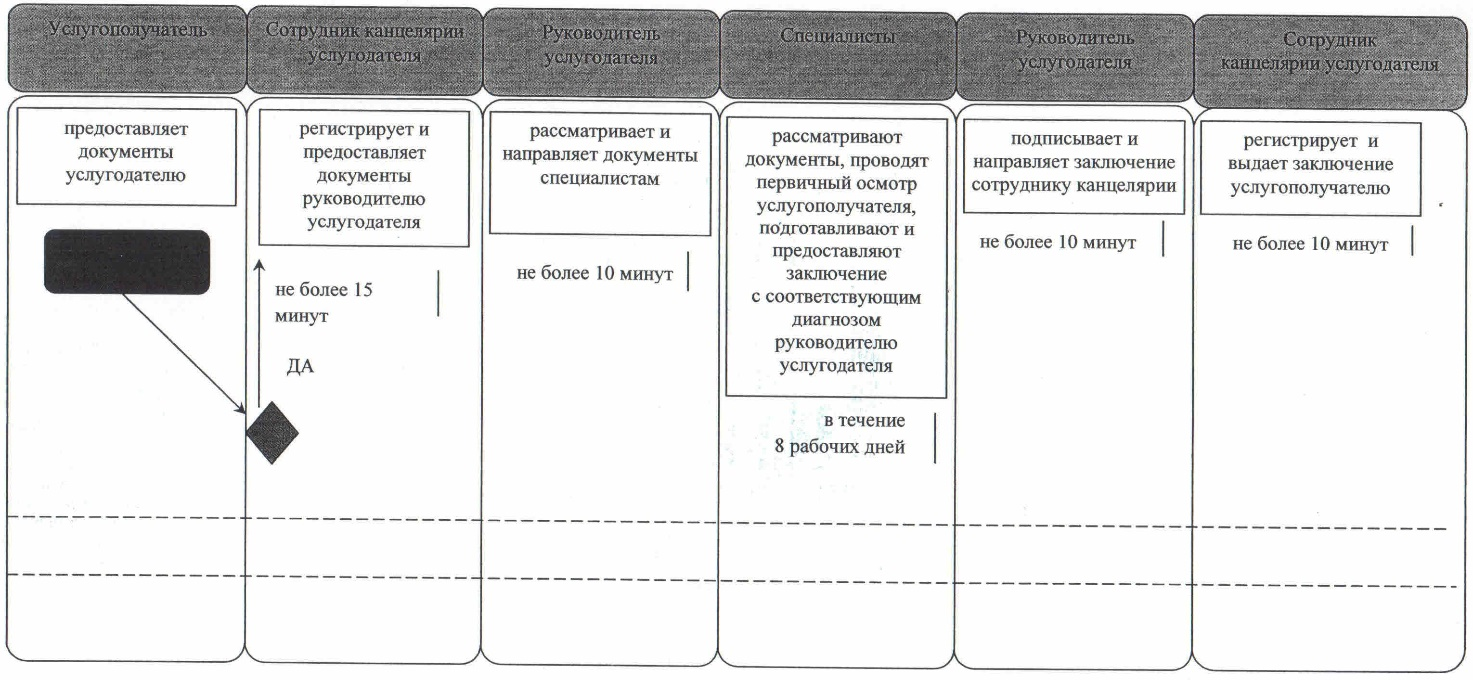 Услугополучатель
Сотрудник канцелярии
услугодателя
Руководитель
услугодателя
Специалисты
Руководитель
услугодателя
Сотрудник
канцелярии услугодателя
предоставляет
документы
услугодателю
регистрирует и
предоставляет
документы
руководителю
услугодателя
не более 15
минут
ДА
рассматривает и
направляет документы
специалистам
не более 10 минут
рассматривают
документы, проводят
первичный осмотр
услугополучателя,
подготавливают и
предоставляют
заключение
с соответствующим
диагнозом
руководителю
услугодателя
в течение
8 рабочих дней
подписывает и
направляет заключение
сотруднику канцелярии
не более 10 минут
регистрирует и
выдает заключение
услугополучателю
не более 10 минут